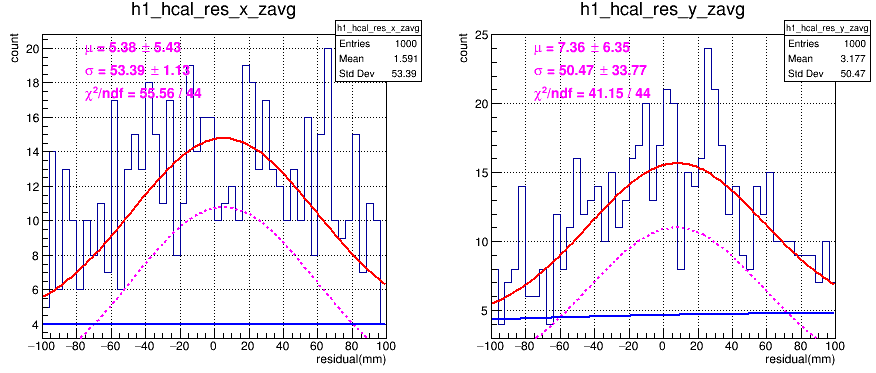 h1_hcal_res_x_zavg
count
h1_hcal_res_x_zavg
Entries 1000
Mean 1.591
Std Dev 53.39
μ = 5.38 ± 5.43
σ = 53.39 ± 1.13
χ²/ndf = 55.56 / 44
20
18
16
14
12
10
8
6
4
−100 −80 −60 −40 −20 0 20 40 60 80 100
residual(mm)
h1_hcal_res_y_zavg
count
h1_hcal_res_y_zavg
Entries 1000
Mean 3.177
Std Dev 50.47
μ = 7.36 ± 6.35
σ = 50.47 ± 33.77
χ²/ndf = 41.15 / 44
25
20
15
10
5
−100 −80 −60 −40 −20 0 20 40 60 80 100
residual(mm)